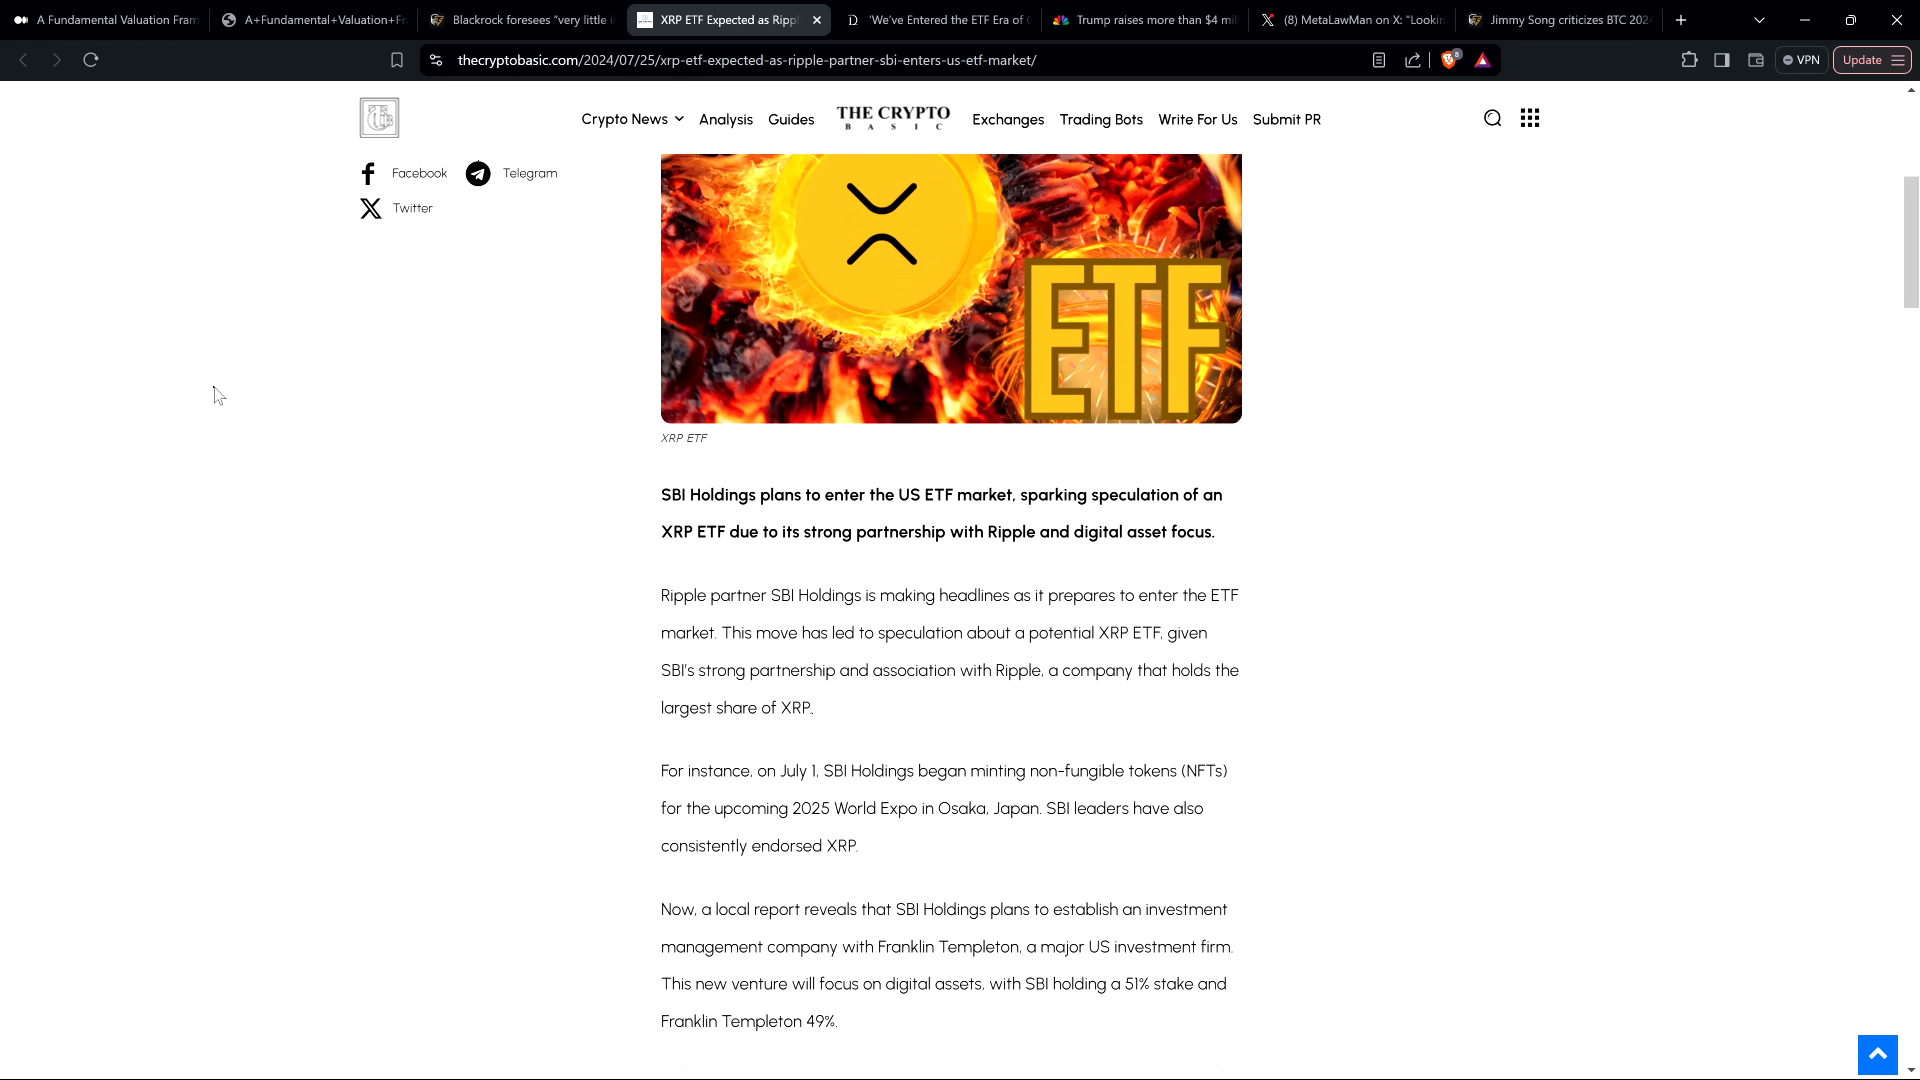 A Fundamental Valuation Fram
A+Fundamental+Valuation+Fr
Blackrock foresees “very little i
XRP ETF Expected as Rippl
‘We’ve Entered the ETF Era of C
Trump raises more than $4 mil
(8) MetaLawMan on X: "Lookin
Jimmy Song criticizes BTC 2024
thecryptobasic.com/2024/07/25/xrp-etf-expected-as-ripple-partner-sbi-enters-us-etf-market/
8
VPN
Update
Crypto News
Analysis
Guides
THE CRYPTO
BASIC
Exchanges
Trading Bots
Write For Us
Submit PR
Facebook
Telegram
Twitter
ETF
XRP ETF
SBI Holdings plans to enter the US ETF market, sparking speculation of an
XRP ETF due to its strong partnership with Ripple and digital asset focus.
Ripple partner SBI Holdings is making headlines as it prepares to enter the ETF
market. This move has led to speculation about a potential XRP ETF, given
SBI's strong partnership and association with Ripple, a company that holds the
largest share of XRP.
For instance, on July 1, SBI Holdings began minting non-fungible tokens (NFTs)
for the upcoming 2025 World Expo in Osaka, Japan. SBI leaders have also
consistently endorsed XRP.
Now, a local report reveals that SBI Holdings plans to establish an investment
management company with Franklin Templeton, a major US investment firm.
This new venture will focus on digital assets, with SBI holding a 51% stake and
Franklin Templeton 49%.